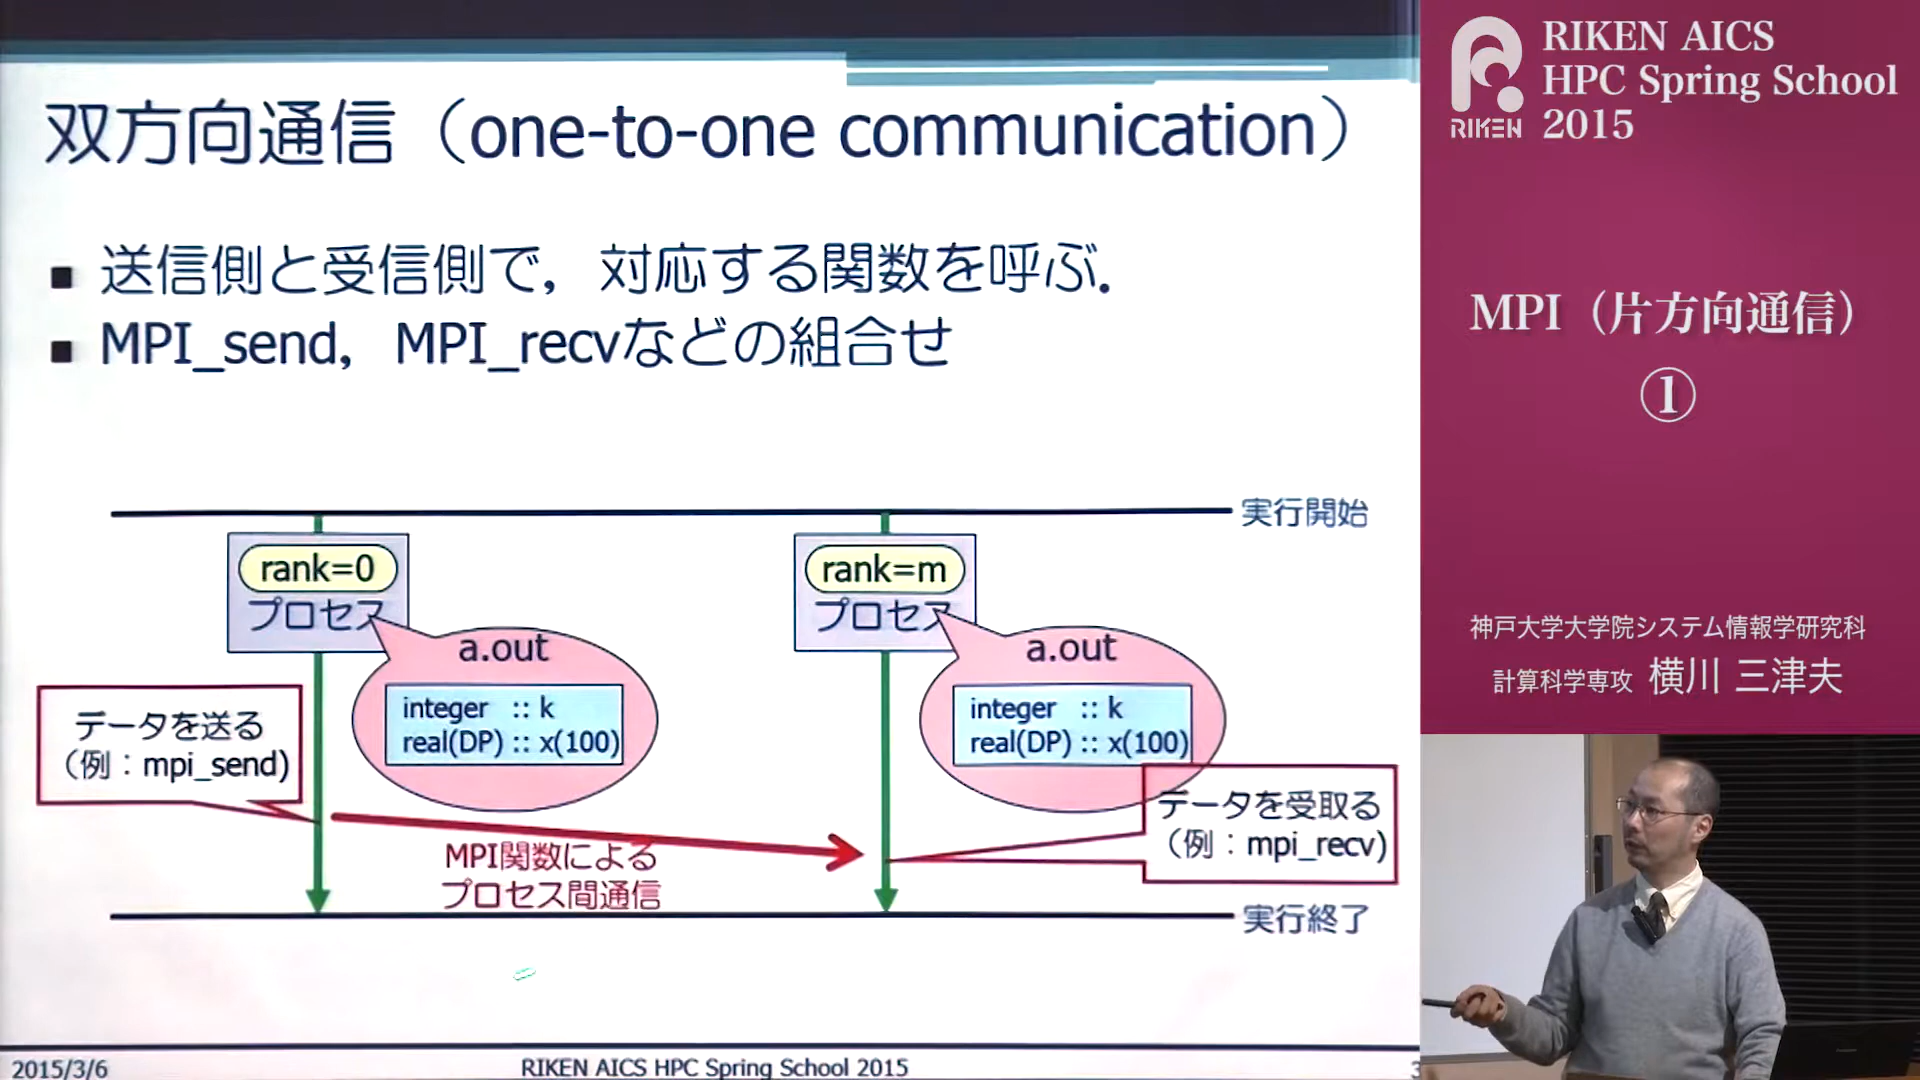 双方向通信（one-to-one communication）
■ 送信側と受信側で，対応する関数を呼ぶ．
■ MPI_send，MPI_recvなどの組合せ
実行開始
rank=0
プロセス
rank=m
プロセス
a.out
integer :: k
real(DP) :: x(100)
a.out
integer :: k
real(DP) :: x(100)
データを送る
（例：mpi_send)
データを受取る
（例：mpi_recv)
MPI関数による
プロセス間通信
実行終了
2015/3/6
RIKEN AICS HPC Spring School 2015
RIKEN
RIKEN AICS
HPC Spring School
2015
MPI（片方向通信）
①
神戸大学大学院システム情報学研究科
計算科学専攻 横川 三津夫